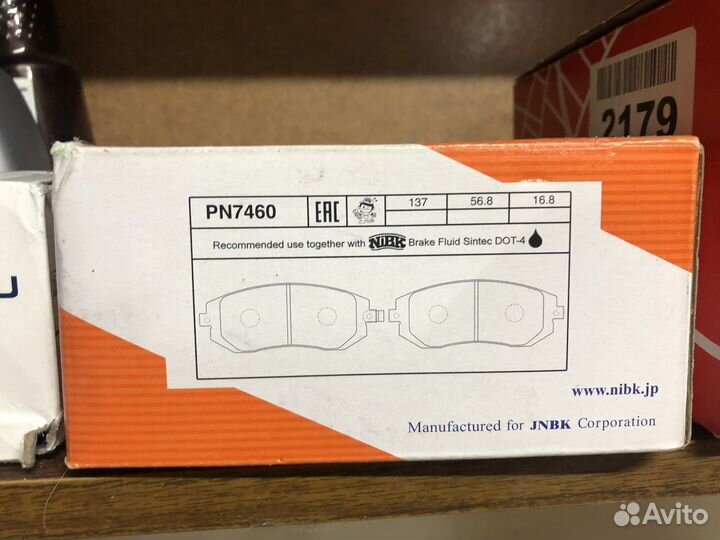 2179
PN7460 EAC 137 56.8 16.8
Recommended use together with NiBK Brake Fluid Sintec DOT-4
www.nibk.jp
Manufactured for JNBK Corporation
Avito